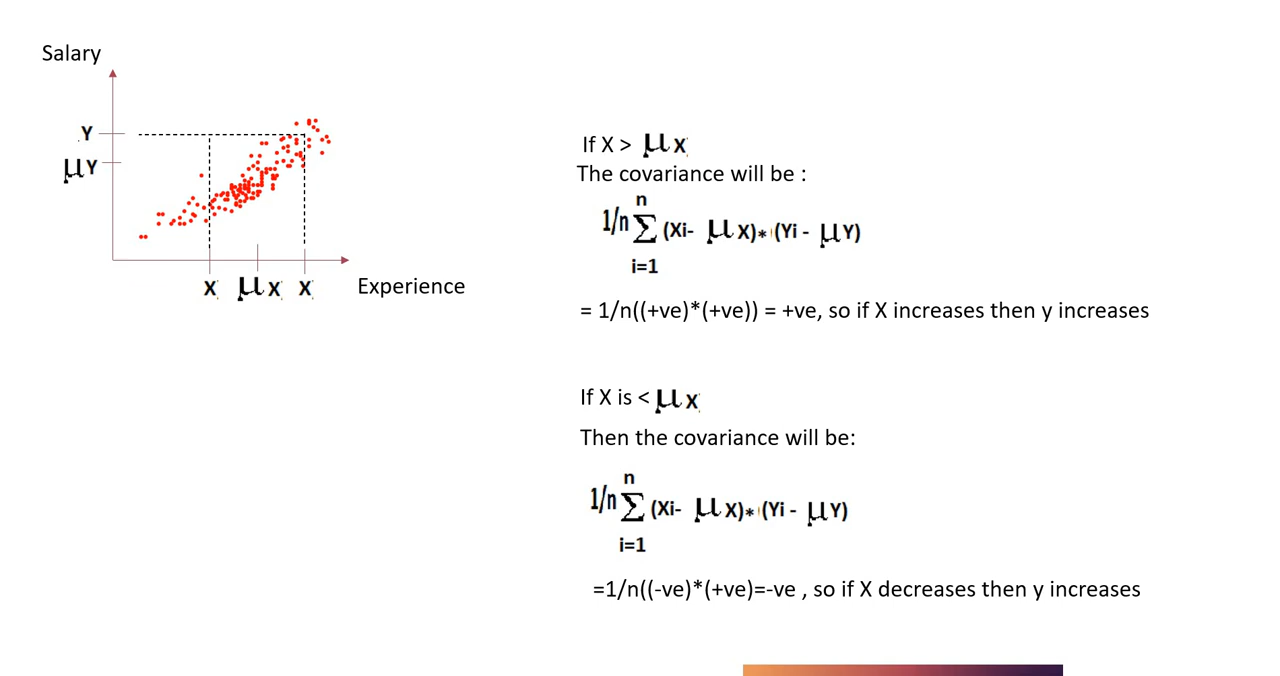 Salary
Y
μY
X μx X Experience
If X > μx
The covariance will be :
n
1/n∑ (Xi- μX)* (Yi - μY)
i=1
= 1/n((+ve)*(+ve)) = +ve, so if X increases then y increases
If X is < μx
Then the covariance will be:
n
1/n∑ (Xi- μX)* (Yi - μY)
i=1
=1/n((-ve)*(+ve)=-ve , so if X decreases then y increases